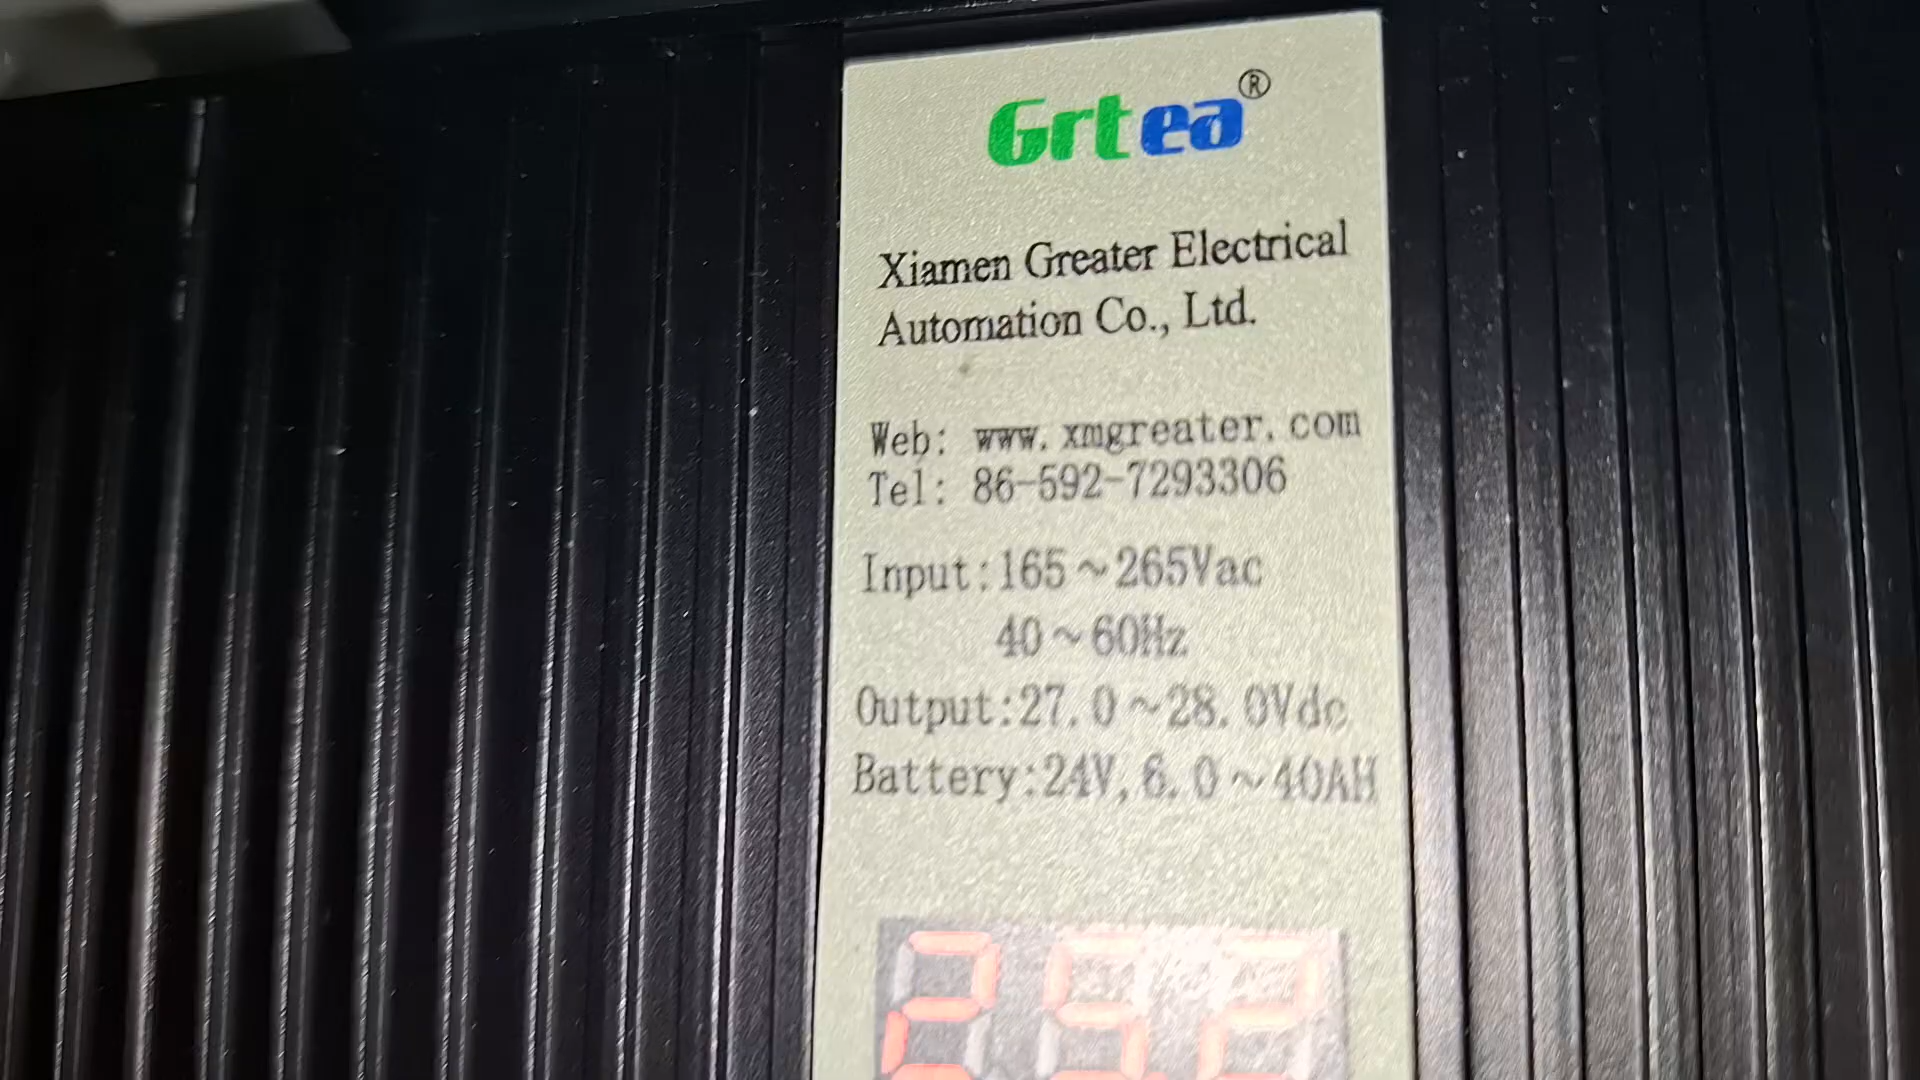 Grtea®
Xiamen Greater Electrical
Automation Co., Ltd.
Web: www.xmgreater.com
Tel: 86-592-7293306
Input:165~265Vac
40~60Hz
Output:27.0~28.0Vdc
Battery:24V,6.0~40AH